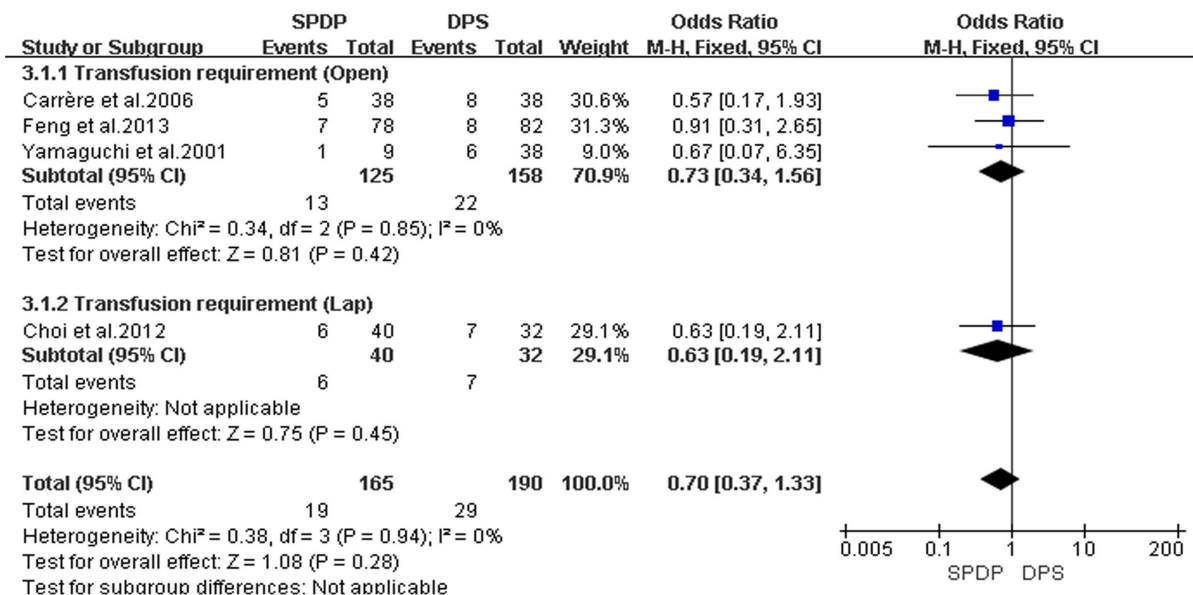 SPDP DPS Odds Ratio Odds Ratio
Study or Subgroup Events Total Events Total Weight M-H, Fixed, 95% CI M-H, Fixed, 95% CI
3.1.1 Transfusion requirement (Open)
Carrère et al.2006 5 38 8 38 30.6% 0.57 [0.17, 1.93]
Feng et al.2013 7 78 8 82 31.3% 0.91 [0.31, 2.65]
Yamaguchi et al.2001 1 9 6 38 9.0% 0.67 [0.07, 6.35]
Subtotal (95% CI) 125 158 70.9% 0.73 [0.34, 1.56]
Total events 13 22
Heterogeneity: Chi² = 0.34, df = 2 (P = 0.85); I² = 0%
Test for overall effect: Z = 0.81 (P = 0.42)
3.1.2 Transfusion requirement (Lap)
Choi et al.2012 6 40 7 32 29.1% 0.63 [0.19, 2.11]
Subtotal (95% CI) 40 32 29.1% 0.63 [0.19, 2.11]
Total events 6 7
Heterogeneity: Not applicable
Test for overall effect: Z = 0.75 (P = 0.45)
Total (95% CI) 165 190 100.0% 0.70 [0.37, 1.33]
Total events 19 29
Heterogeneity: Chi² = 0.38, df = 3 (P = 0.94); I² = 0%
Test for overall effect: Z = 1.08 (P = 0.28)
Test for subgroup differences: Not applicable
0.005 0.1 1 10 200
SPDP DPS